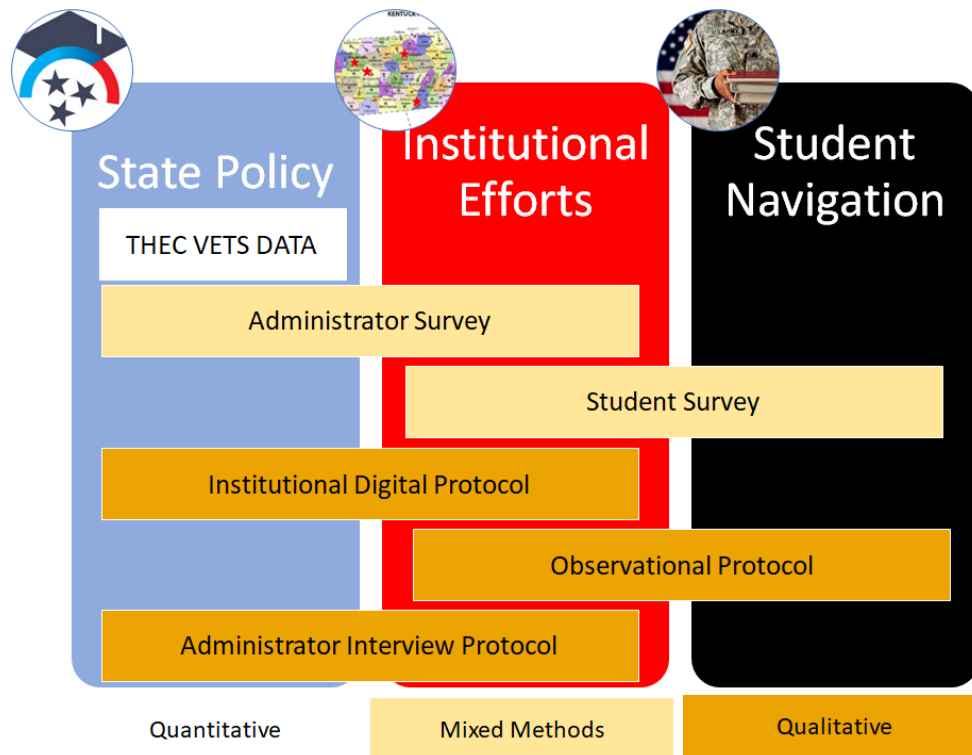 KENTUCKY
State Policy
Institutional
Efforts
Student
Navigation
THEC VETS DATA
Administrator Survey
Student Survey
Institutional Digital Protocol
Observational Protocol
Administrator Interview Protocol
Quantitative
Mixed Methods
Qualitative